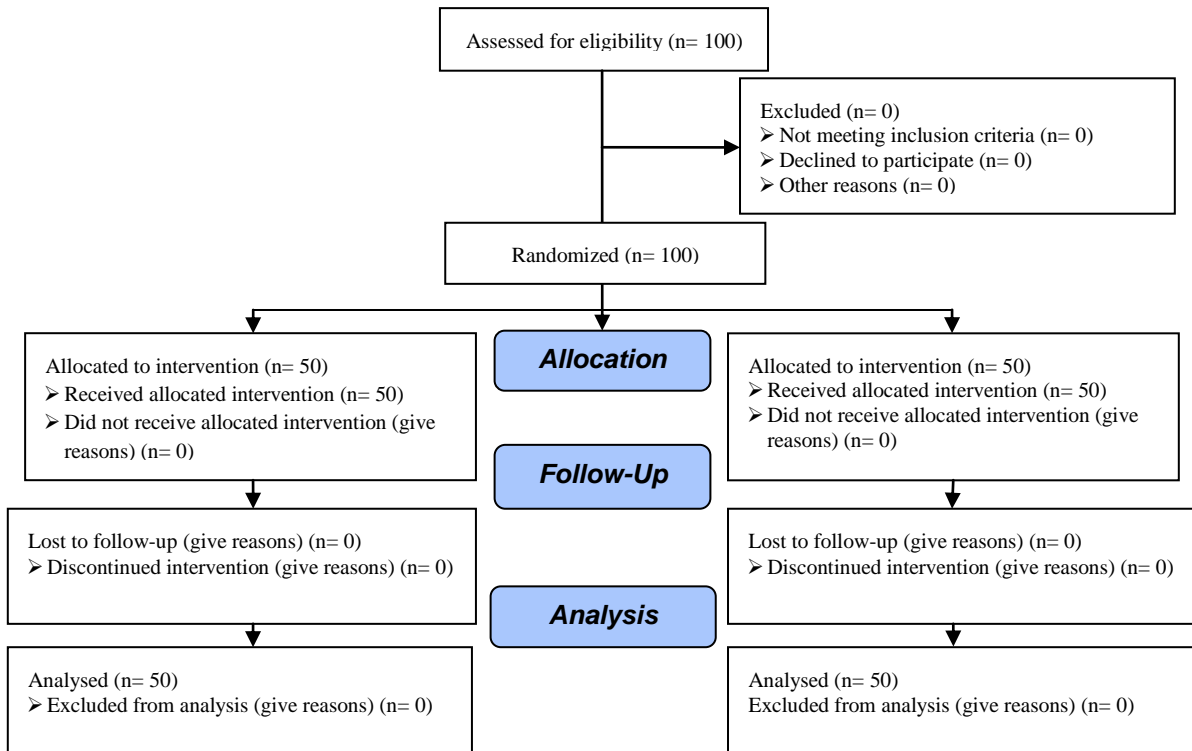 Assessed for eligibility (n= 100)
Excluded (n= 0)
➢ Not meeting inclusion criteria (n= 0)
➢ Declined to participate (n= 0)
➢ Other reasons (n= 0)
Randomized (n= 100)
Allocation
Allocated to intervention (n= 50)
➢ Received allocated intervention (n= 50)
➢ Did not receive allocated intervention (give
reasons) (n= 0)
Allocated to intervention (n= 50)
➢ Received allocated intervention (n= 50)
➢ Did not receive allocated intervention (give
reasons) (n= 0)
Follow-Up
Lost to follow-up (give reasons) (n= 0)
➢ Discontinued intervention (give reasons) (n= 0)
Lost to follow-up (give reasons) (n= 0)
➢ Discontinued intervention (give reasons) (n= 0)
Analysis
Analysed (n= 50)
➢ Excluded from analysis (give reasons) (n= 0)
Analysed (n= 50)
Excluded from analysis (give reasons) (n= 0)